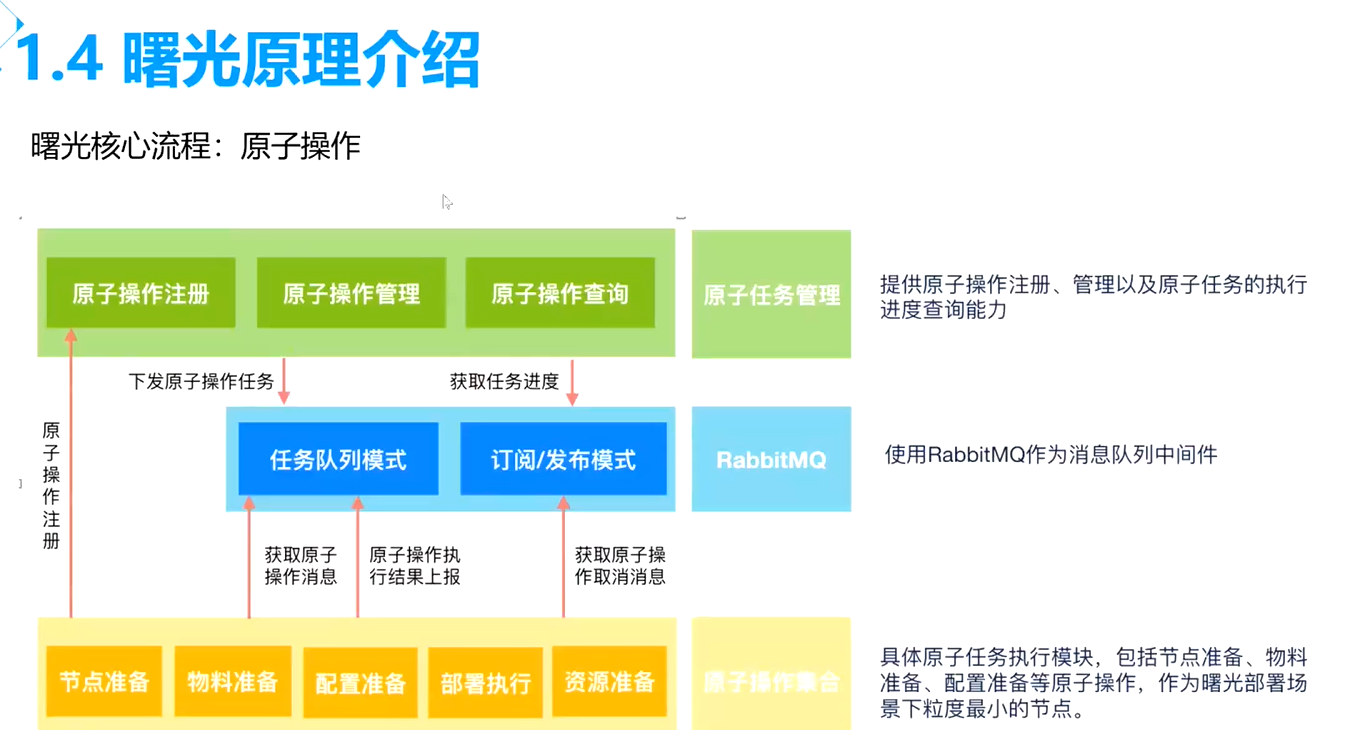 1.4 曙光原理介绍
曙光核心流程：原子操作
原子操作注册
原子操作管理
原子操作查询
原子任务管理
提供原子操作注册、管理以及原子任务的执行
进度查询能力
下发原子操作任务
获取任务进度
原子操作注册
任务队列模式
订阅/发布模式
RabbitMQ
使用RabbitMQ作为消息队列中间件
获取原子
操作消息
原子操作执
行结果上报
获取原子操
作取消消息
节点准备
物料准备
配置准备
部署执行
资源准备
原子操作集合
具体原子任务执行模块，包括节点准备、物料
准备、配置准备等原子操作，作为曙光部署场
景下粒度最小的节点。